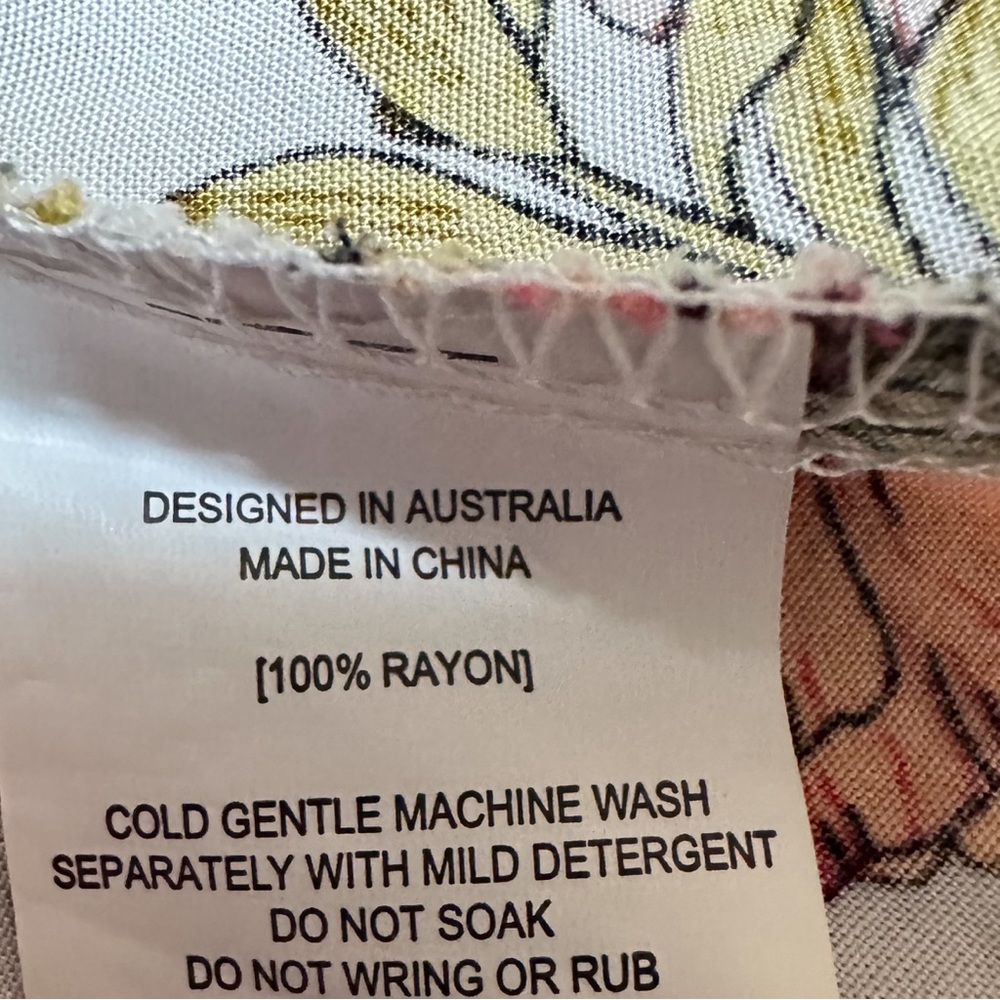 DESIGNED IN AUSTRALIA
MADE IN CHINA
[100% RAYON]
COLD GENTLE MACHINE WASH
SEPARATELY WITH MILD DETERGENT
DO NOT SOAK
DO NOT WRING OR RUB